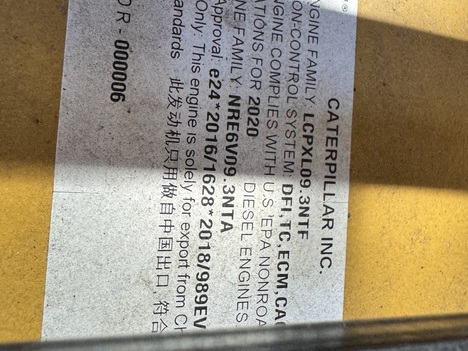 CATERPILLAR INC.
ENGINE FAMILY: LCPXL09.3NTF
ON-CONTROL SYSTEM: DFI,TC,ECM,CAC
NGINE COMPLIES WITH U.S. EPA NONROA
ATIONS FOR 2020 DIESEL ENGINES.
NE FAMILY: NRE6V09.3NTA
Approval: e24*2016/1628*2018/989EV
Only: This engine is solely for export from Ch
andards 此发动机只用做自中国出口 符合
0 R - 000006